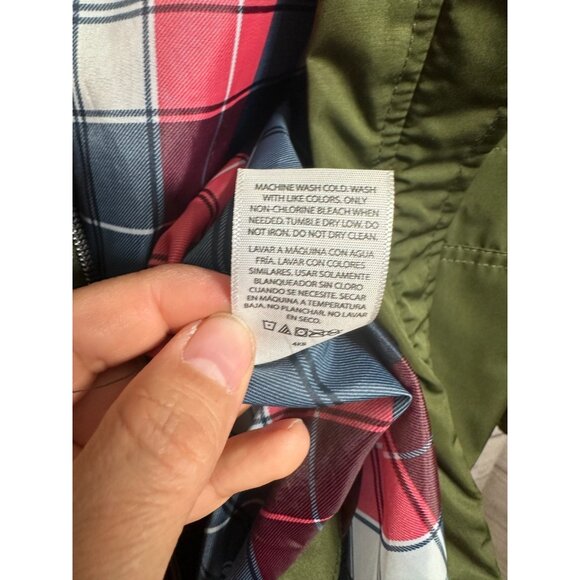 MACHINE WASH COLD. WASH
WITH LIKE COLORS. ONLY
NON-CHLORINE BLEACH WHEN
NEEDED. TUMBLE DRY LOW. DO
NOT IRON. DO NOT DRY CLEAN.
LAVAR A MÁQUINA CON AGUA
FRÍA. LAVAR CON COLORES
SIMILARES. USAR SOLAMENTE
BLANQUEADOR SIN CLORO
CUANDO SE NECESITE. SECAR
EN MÁQUINA A TEMPERATURA
BAJA. NO PLANCHAR. NO LAVAR
EN SECO.